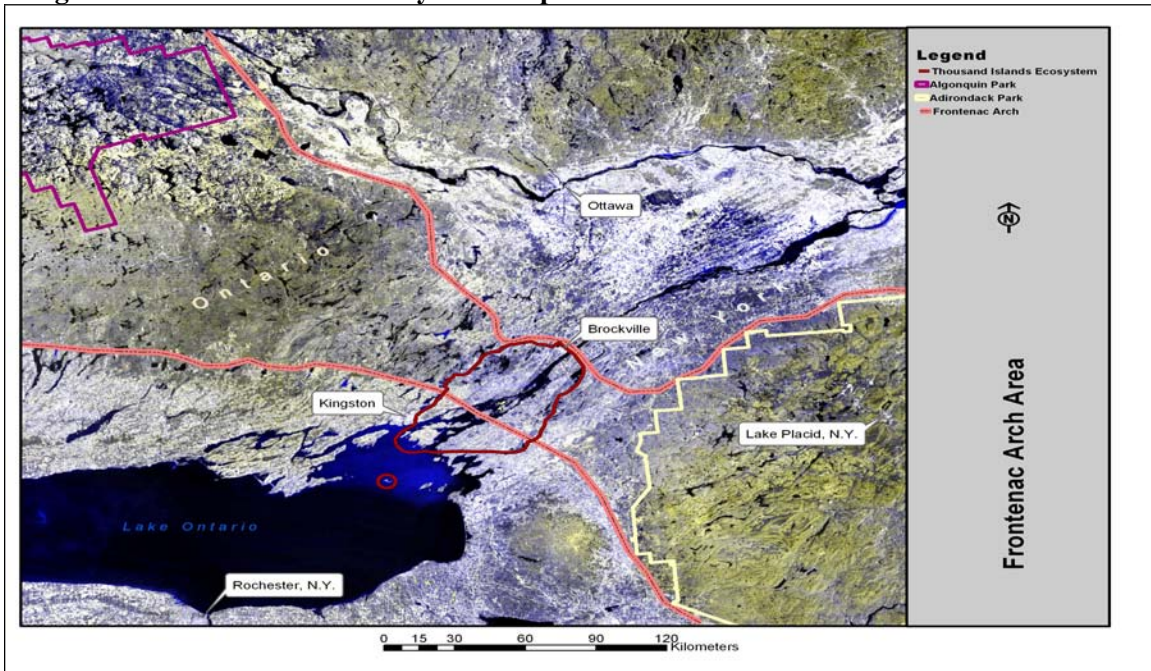 Legend
Thousand Islands Ecosystem
Algonquin Park
Adirondack Park
Frontenac Arch
N
Ottawa
Ontario
New York
Brockville
Kingston
Lake Placid, N.Y.
Lake Ontario
Rochester, N.Y.
Frontenac Arch Area
0 15 30 60 90 120
Kilometers